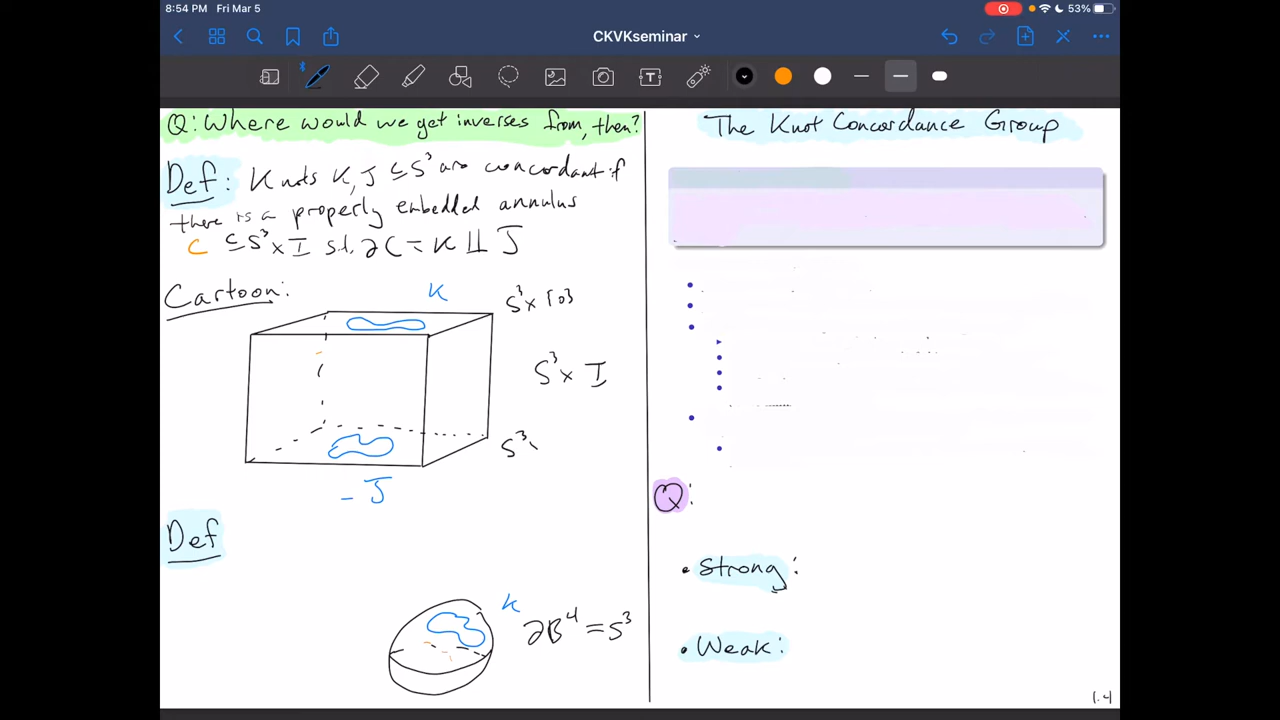 8:54 PM Fri Mar 5
53%
CKVKseminar
Q: Where would we get inverses from, then?
Def: Knots K, J ⊆ S³ are concordant if
there is a properly embedded annulus
C ⊆ S³ × I s.t. ∂C = K ⨿ J
Cartoon:
K
S³ × {0}
S³ × I
S³
- J
Def
K
∂B⁴ = S³
The Knot Concordance Group
Q:
• Strong:
• Weak:
1.4